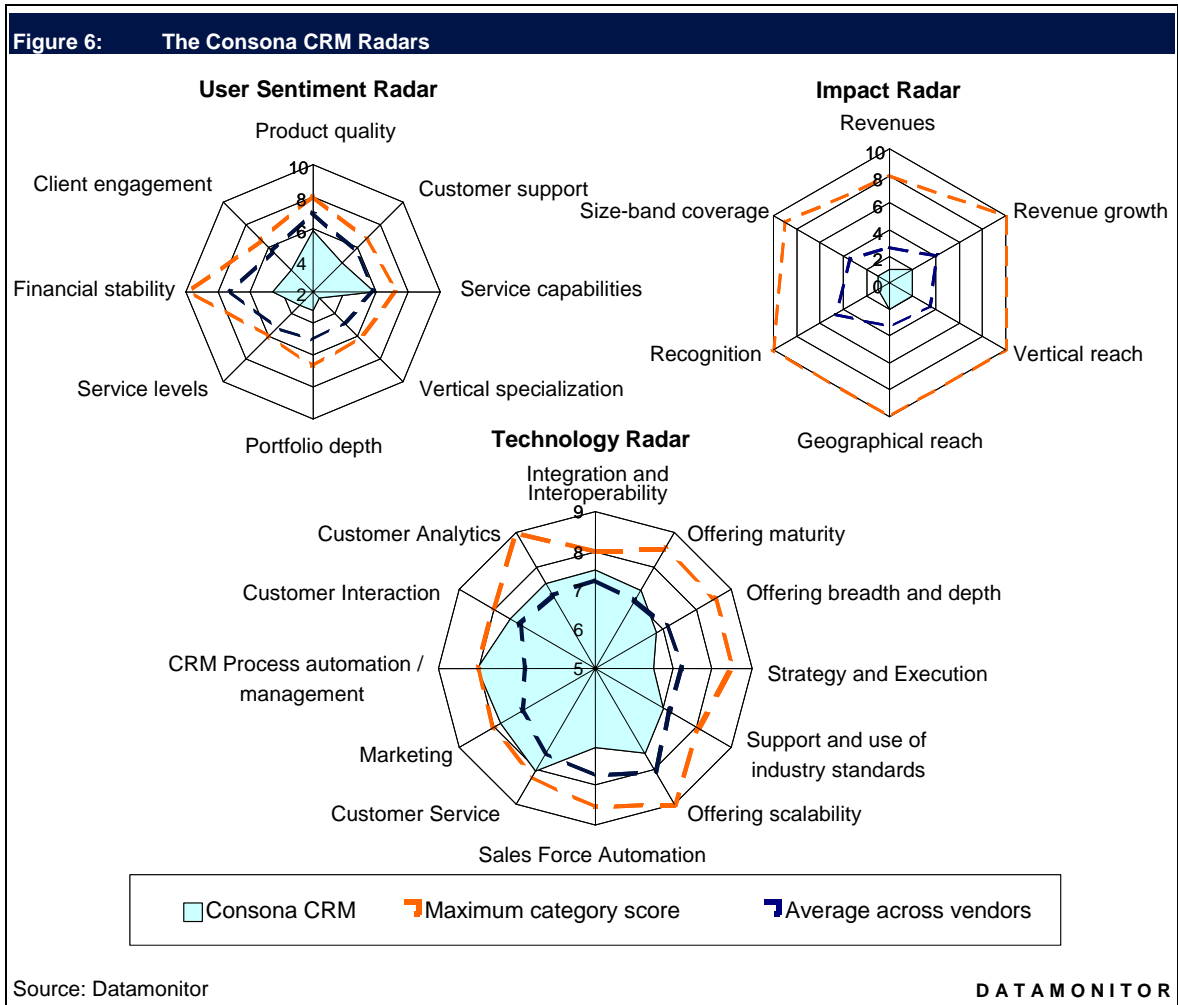 Figure 6: The Consona CRM Radars
User Sentiment Radar
Product quality
Customer support
Service capabilities
Vertical specialization
Portfolio depth
Service levels
Financial stability
Client engagement
10
8
6
4
2
Impact Radar
Revenues
Revenue growth
Vertical reach
Geographical reach
Recognition
Size-band coverage
10
8
6
4
2
0
Technology Radar
Integration and
Interoperability
Offering maturity
Offering breadth and depth
Strategy and Execution
Support and use of
industry standards
Offering scalability
Sales Force Automation
Customer Service
Marketing
CRM Process automation /
management
Customer Interaction
Customer Analytics
9
8
7
6
5
Consona CRM
Maximum category score
Average across vendors
Source: Datamonitor
DATAMONITOR